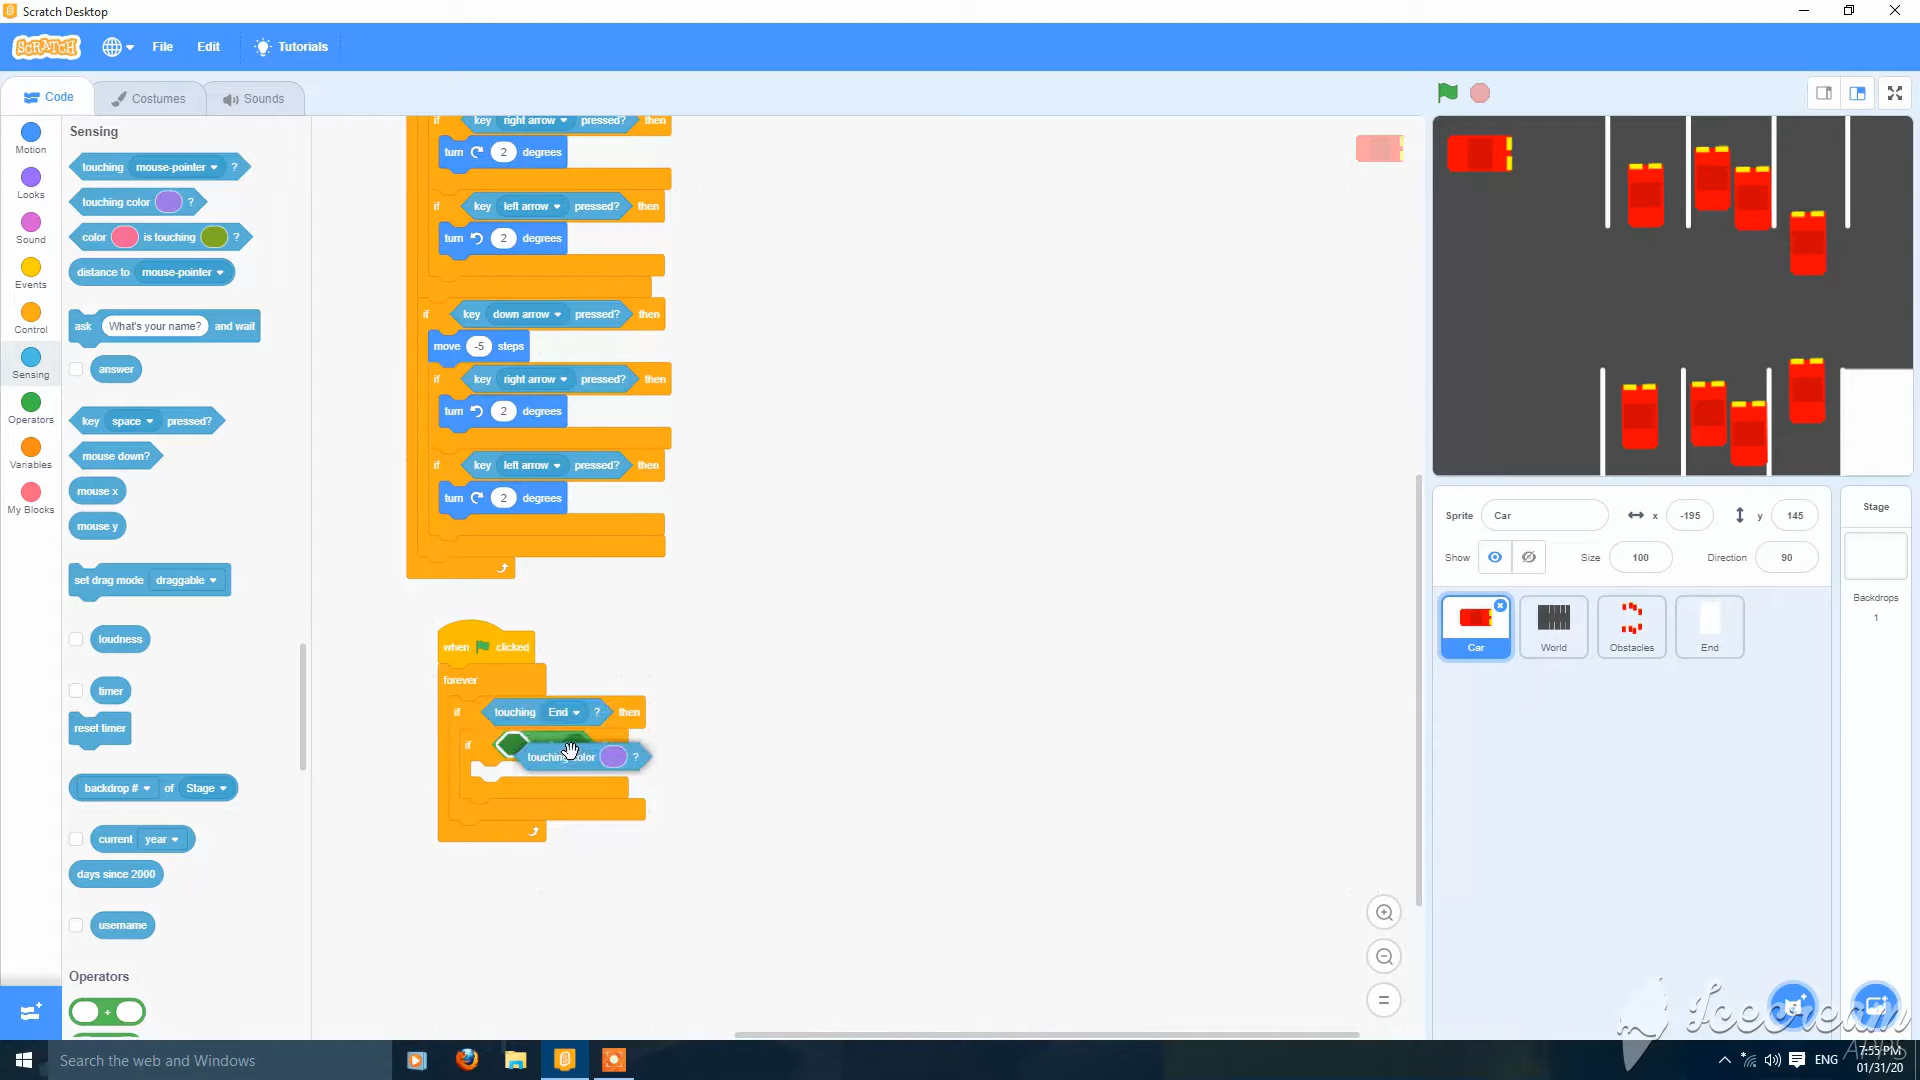 Scratch Desktop
SCRATCH
File
Edit
Tutorials
Code
Costumes
Sounds
Motion
Looks
Sound
Events
Control
Sensing
Operators
Variables
My Blocks
Sensing
touching mouse-pointer ?
touching color ?
color is touching ?
distance to mouse-pointer
ask What's your name? and wait
answer
key space pressed?
mouse down?
mouse x
mouse y
set drag mode draggable
loudness
timer
reset timer
backdrop # of Stage
current year
days since 2000
username
Operators
+
if key right arrow pressed? then
turn 2 degrees
if key left arrow pressed? then
turn 2 degrees
if key down arrow pressed? then
move -5 steps
if key right arrow pressed? then
turn 2 degrees
if key left arrow pressed? then
turn 2 degrees
when clicked
forever
if touching End ? then
if
touching color ?
Sprite Car x -195 y 145
Show Size 100 Direction 90
Car
World
Obstacles
End
Stage
Backdrops
1
Icecream
APPS
Search the web and Windows
ENG
7:55 PM
01/31/20